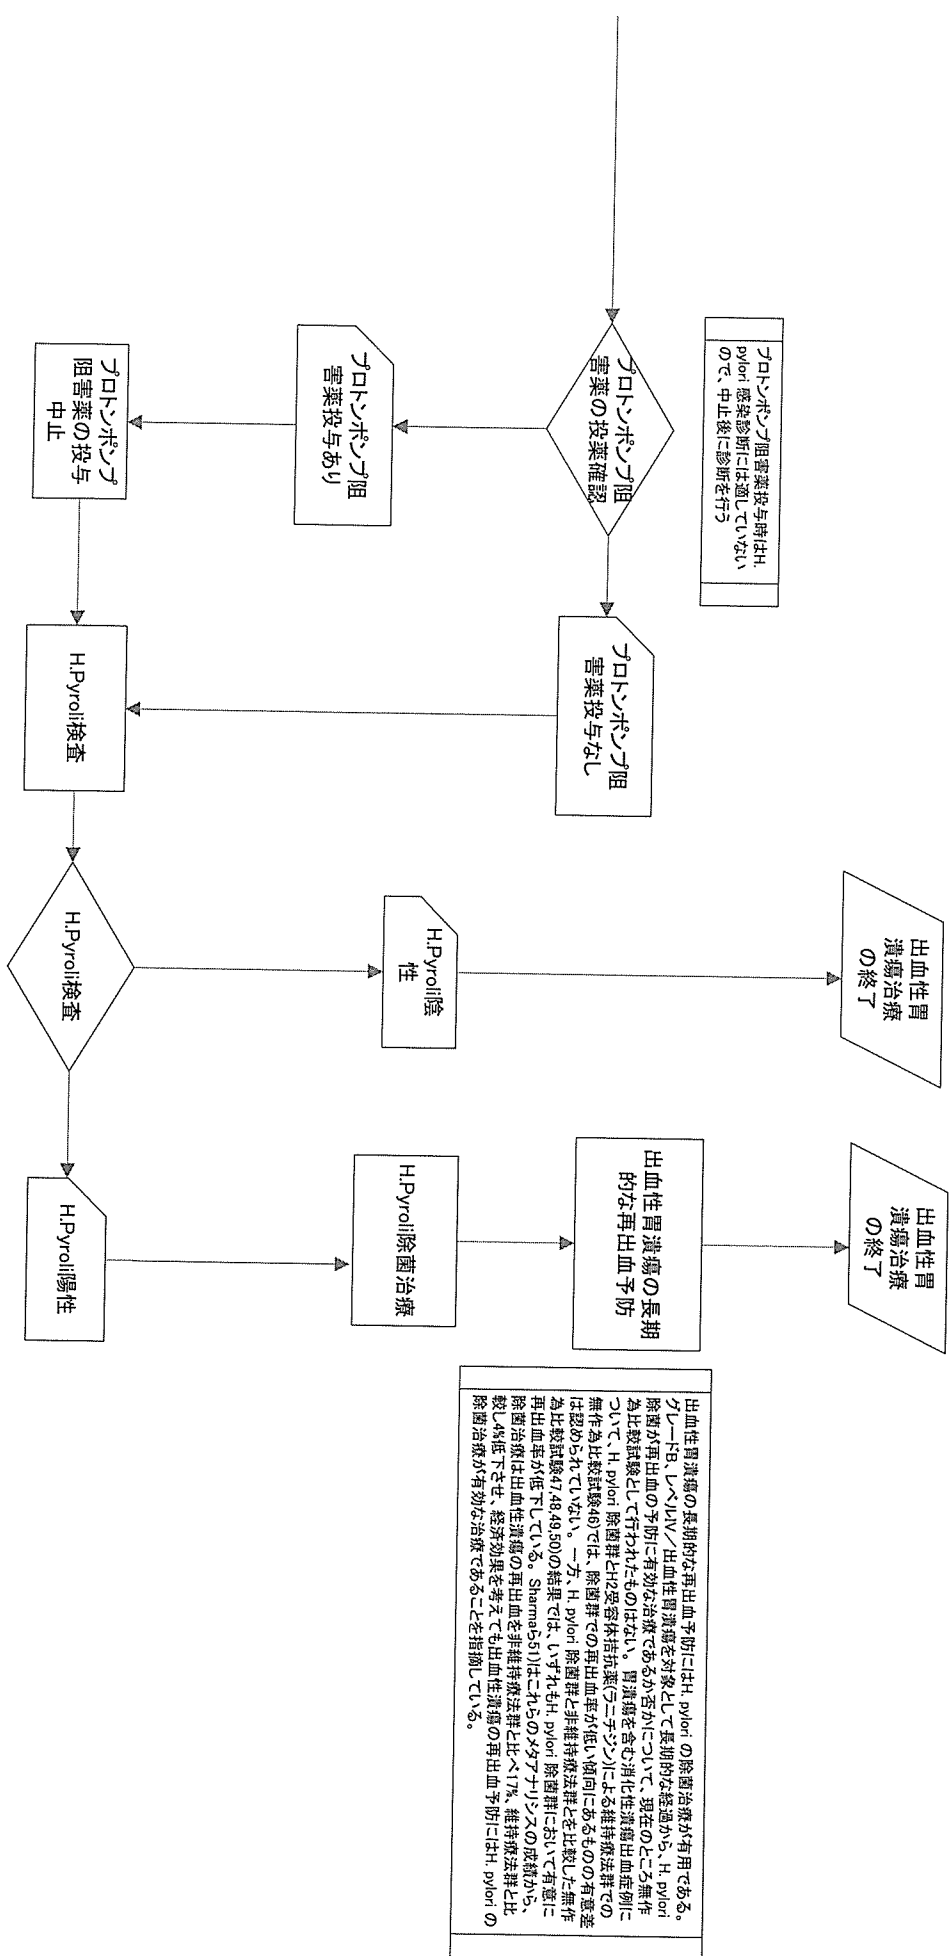 プロトンポンプ阻害薬投与時はH.
pylori 感染診断には適していない
ので、中止後に診断を行う
プロトンポンプ阻
害薬の投薬確認
プロトンポンプ阻
害薬投与あり
プロトンポンプ
阻害薬の投与
中止
プロトンポンプ阻
害薬投与なし
H.Pyroli検査
H.Pyroli検査
H.Pyroli陰
性
出血性胃
潰瘍治療
の終了
H.Pyroli陽性
H.Pyroli除菌治療
出血性胃潰瘍の長期
的な再出血予防
出血性胃
潰瘍治療
の終了
出血性胃潰瘍の長期的な再出血予防にはH. pylori の除菌治療が有用である。
グレードB、レベルIV／出血性胃潰瘍を対象として長期的な経過から、H. pylori
除菌が再出血の予防に有効な治療であるか否かについて、現在のところ無作
為比較試験として行われたものはない。胃潰瘍を含む消化性潰瘍出血症例に
ついて、H. pylori 除菌群とH2受容体拮抗薬(ラニチジン)による維持療法群での
無作為比較試験46)では、除菌群での再出血率が低い傾向にあるものの有意差
は認められていない。一方、H. pylori 除菌群と非維持療法群とを比較した無作
為比較試験47,48,49,50)の結果では、いずれもH. pylori 除菌群において有意に
再出血率が低下している。Sharmaら51)はこれらのメタアナリシスの成績から、
除菌治療は出血性潰瘍の再出血を非維持療法群と比べ17%、維持療法群と比
較し4%低下させ、経済効果を考えても出血性潰瘍の再出血予防にはH. pylori の
除菌治療が有効な治療であることを指摘している。